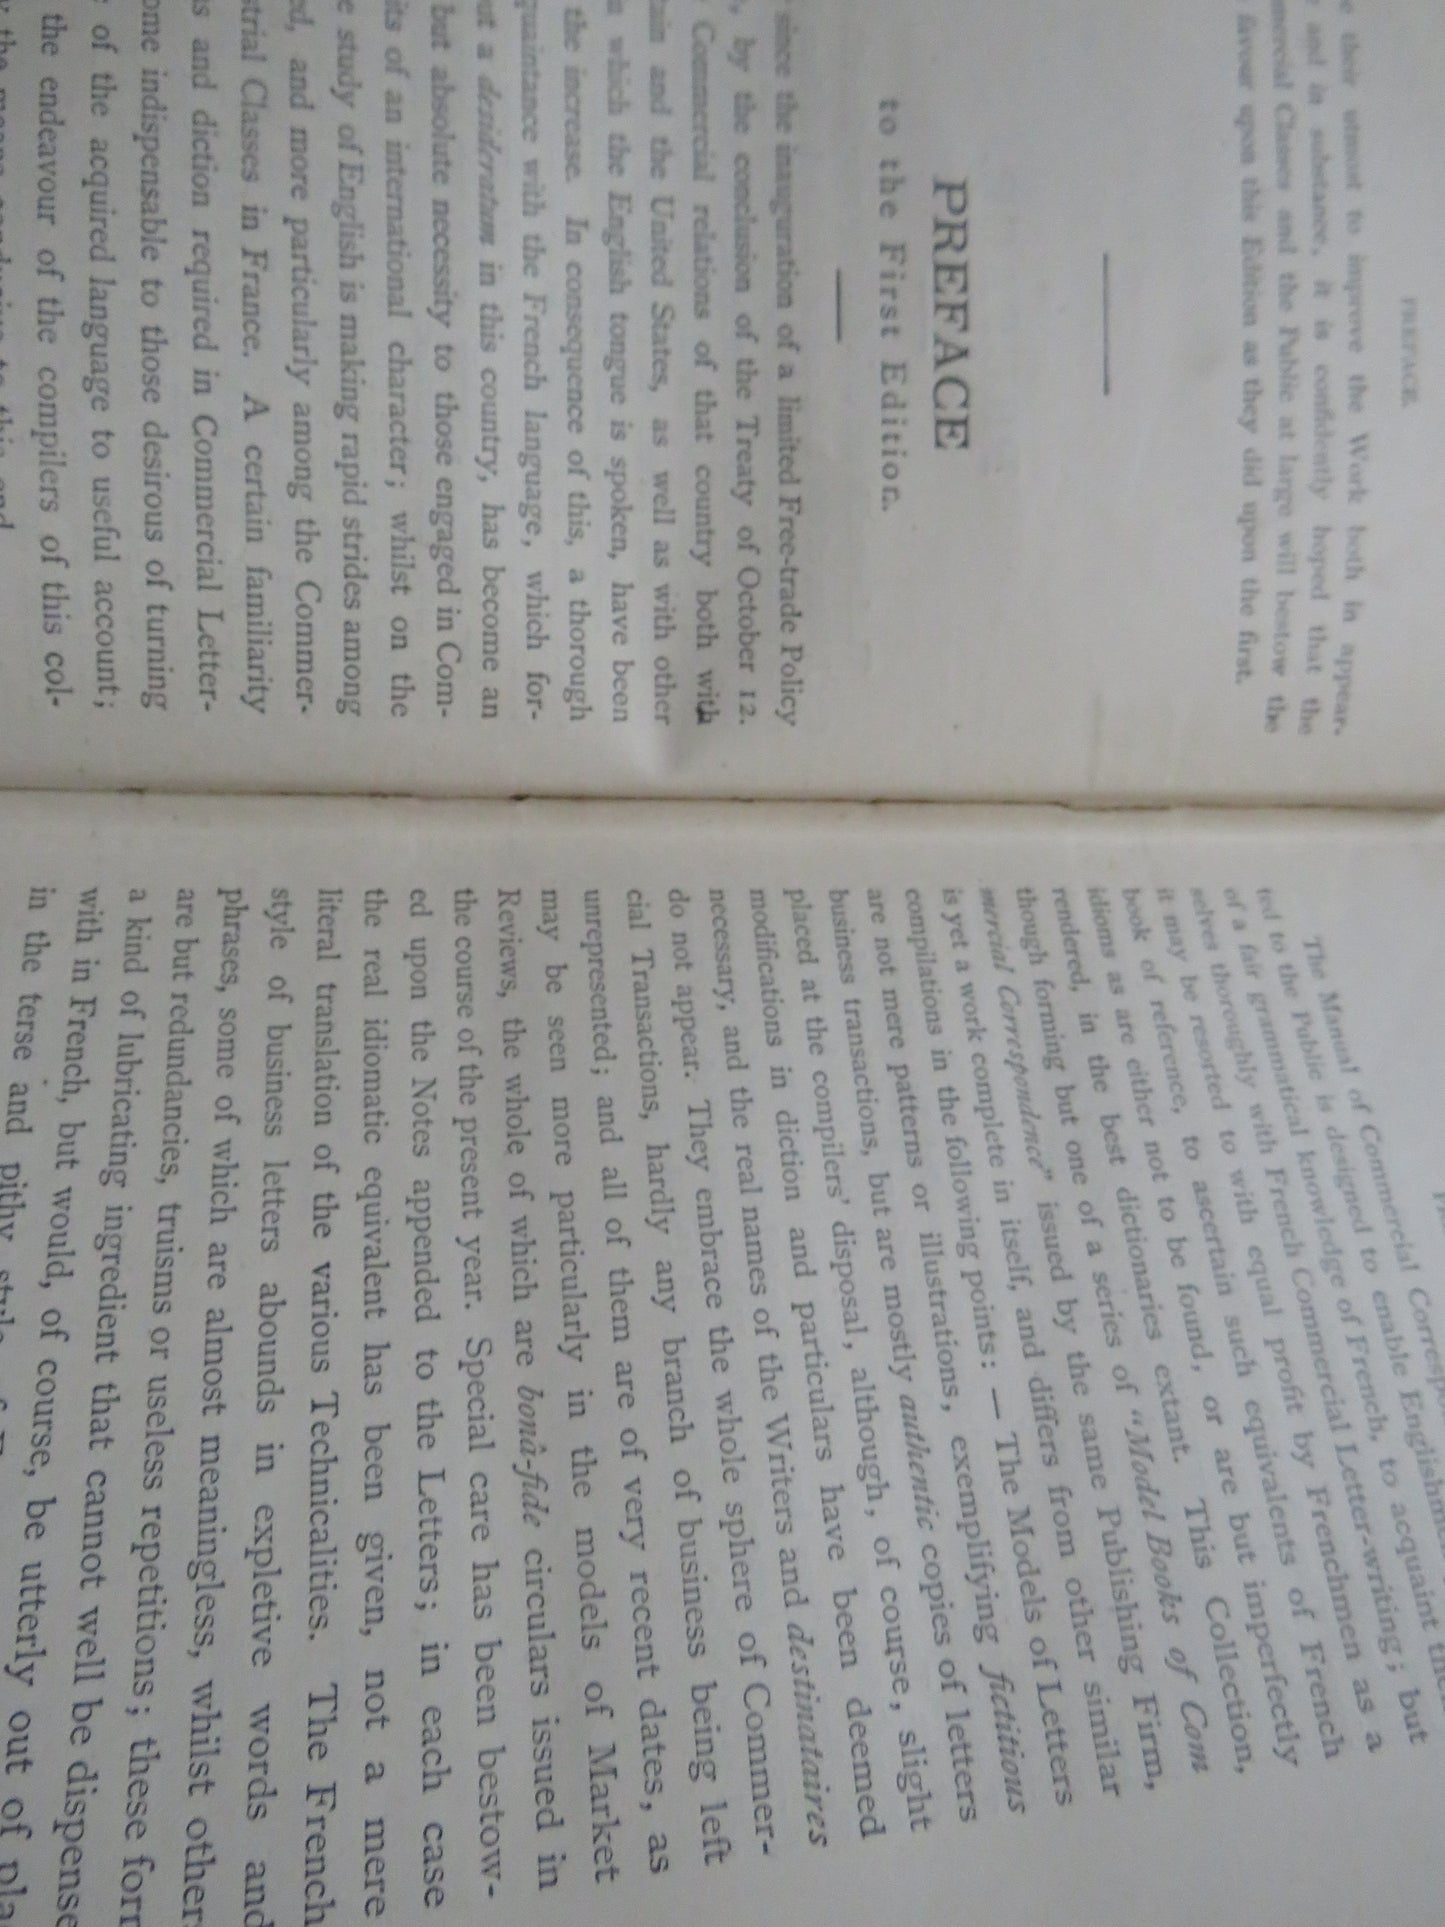 PREFACE.
their utmost to improve the Work both in appear-
and in substance, it is confidently hoped that the
mercial Classes and the Public at large will bestow the
favour upon this Edition as they did upon the first.
PREFACE
to the First Edition.
since the inauguration of a limited Free-trade Policy
, by the conclusion of the Treaty of October 12.
Commercial relations of that country both with
ain and the United States, as well as with other
n which the English tongue is spoken, have been
the increase. In consequence of this, a thorough
quaintance with the French language, which for-
ut a desideratum in this country, has become an
but absolute necessity to those engaged in Com-
its of an international character; whilst on the
e study of English is making rapid strides among
ed, and more particularly among the Commer-
strial Classes in France. A certain familiarity
s and diction required in Commercial Letter-
ome indispensable to those desirous of turning
of the acquired language to useful account;
the endeavour of the compilers of this col-
The Manual of Commercial Corresp
ted to the Public is designed to enable Englishm
of a fair grammatical knowledge of French, to acquaint the
selves thoroughly with French Commercial Letter-writing; but
it may be resorted to with equal profit by Frenchmen as a
book of reference, to ascertain such equivalents of French
idioms as are either not to be found, or are but imperfectly
rendered, in the best dictionaries extant. This Collection,
though forming but one of a series of "Model Books of Com
mercial Correspondence" issued by the same Publishing Firm,
is yet a work complete in itself, and differs from other similar
compilations in the following points: — The Models of Letters
are not mere patterns or illustrations, exemplifying fictitious
business transactions, but are mostly authentic copies of letters
placed at the compilers' disposal, although, of course, slight
modifications in diction and particulars have been deemed
necessary, and the real names of the Writers and destinataires
do not appear. They embrace the whole sphere of Commer-
cial Transactions, hardly any branch of business being left
unrepresented; and all of them are of very recent dates, as
may be seen more particularly in the models of Market
Reviews, the whole of which are bonâ-fide circulars issued in
the course of the present year. Special care has been bestow-
ed upon the Notes appended to the Letters; in each case
the real idiomatic equivalent has been given, not a mere
literal translation of the various Technicalities. The French
style of business letters abounds in expletive words and
phrases, some of which are almost meaningless, whilst other
are but redundancies, truisms or useless repetitions; these for
a kind of lubricating ingredient that cannot well be dispense
with in French, but would, of course, be utterly out of pla
in the terse and pithy style